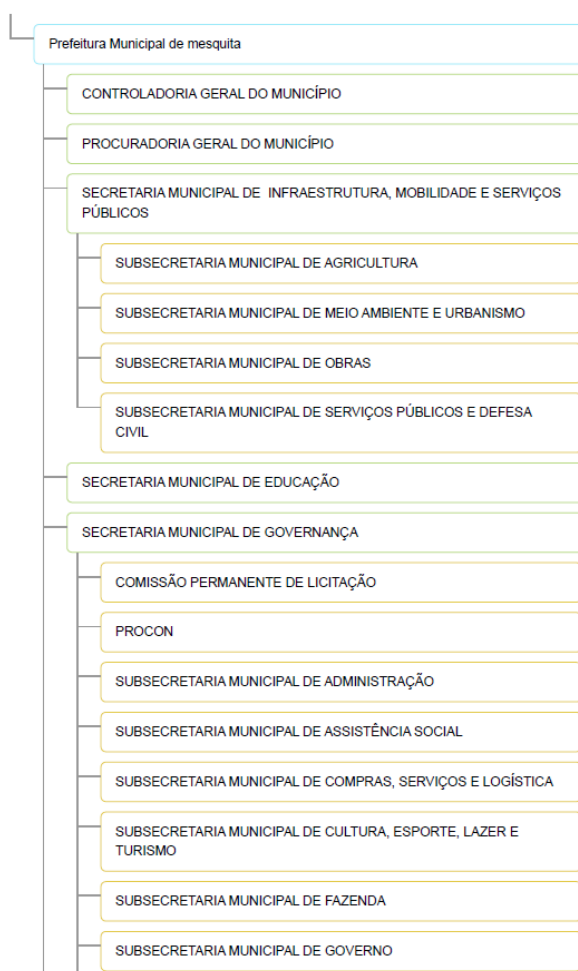 Prefeitura Municipal de mesquita
CONTROLADORIA GERAL DO MUNICÍPIO
PROCURADORIA GERAL DO MUNICÍPIO
SECRETARIA MUNICIPAL DE  INFRAESTRUTURA, MOBILIDADE E SERVIÇOS
PÚBLICOS
SUBSECRETARIA MUNICIPAL DE AGRICULTURA
SUBSECRETARIA MUNICIPAL DE MEIO AMBIENTE E URBANISMO
SUBSECRETARIA MUNICIPAL DE OBRAS
SUBSECRETARIA MUNICIPAL DE SERVIÇOS PÚBLICOS E DEFESA
CIVIL
SECRETARIA MUNICIPAL DE EDUCAÇÃO
SECRETARIA MUNICIPAL DE GOVERNANÇA
COMISSÃO PERMANENTE DE LICITAÇÃO
PROCON
SUBSECRETARIA MUNICIPAL DE ADMINISTRAÇÃO
SUBSECRETARIA MUNICIPAL DE ASSISTÊNCIA SOCIAL
SUBSECRETARIA MUNICIPAL DE COMPRAS, SERVIÇOS E LOGÍSTICA
SUBSECRETARIA MUNICIPAL DE CULTURA, ESPORTE, LAZER E
TURISMO
SUBSECRETARIA MUNICIPAL DE FAZENDA
SUBSECRETARIA MUNICIPAL DE GOVERNO